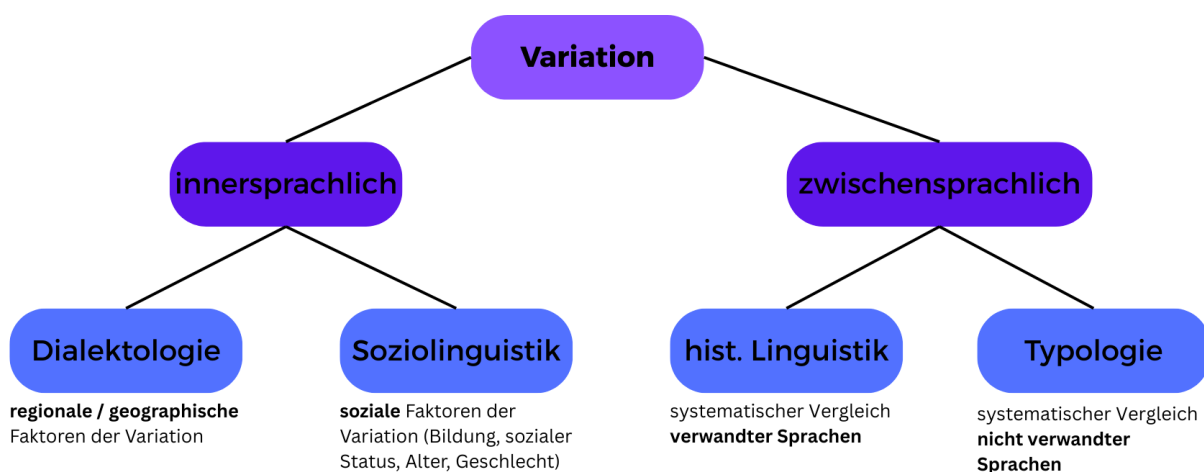 Variation
innersprachlich
zwischensprachlich
Dialektologie
Soziolinguistik
hist. Linguistik
Typologie
regionale / geographische
Faktoren der Variation
soziale Faktoren der
Variation (Bildung, sozialer
Status, Alter, Geschlecht)
systematischer Vergleich
verwandter Sprachen
systematischer Vergleich
nicht verwandter
Sprachen